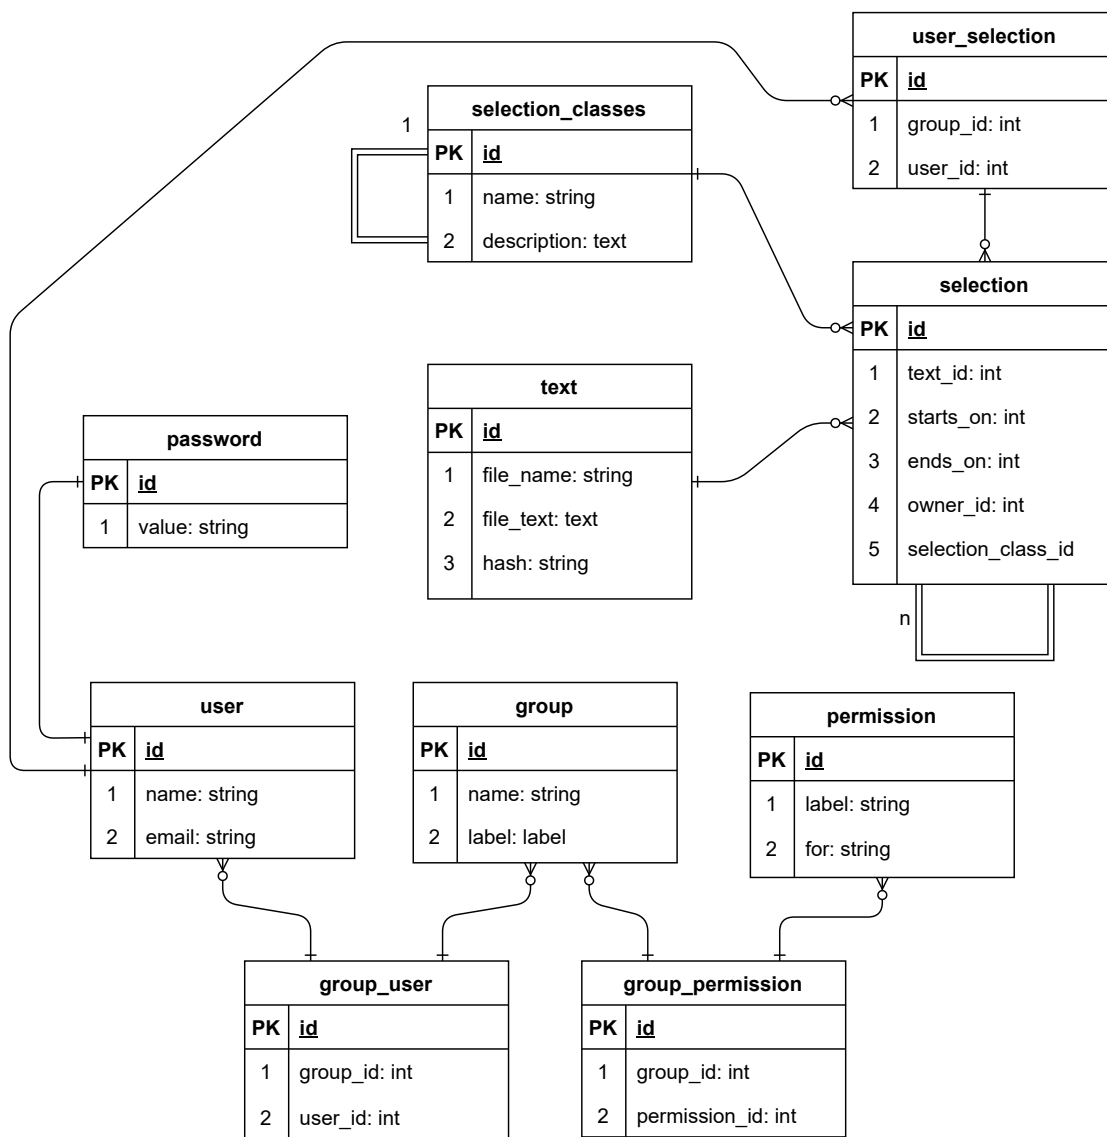 user_selection
PK id
1 group_id: int
2 user_id: int
1
selection_classes
PK id
1 name: string
2 description: text
selection
PK id
1 text_id: int
2 starts_on: int
3 ends_on: int
4 owner_id: int
5 selection_class_id
n
text
PK id
1 file_name: string
2 file_text: text
3 hash: string
password
PK id
1 value: string
user
PK id
1 name: string
2 email: string
group
PK id
1 name: string
2 label: label
permission
PK id
1 label: string
2 for: string
group_user
PK id
1 group_id: int
2 user_id: int
group_permission
PK id
1 group_id: int
2 permission_id: int